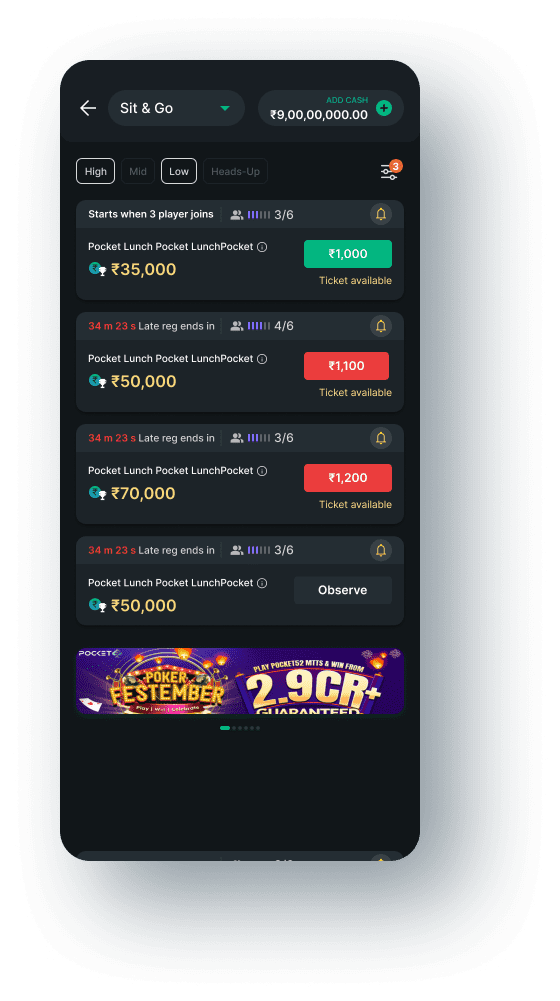 Sit & Go
ADD CASH
₹9,00,00,000.00
High
Mid
Low
Heads-Up
3
Starts when 3 player joins
3/6
Pocket Lunch Pocket LunchPocket
₹1,000
₹35,000
Ticket available
34 m 23 s Late reg ends in
4/6
Pocket Lunch Pocket LunchPocket
₹1,100
₹50,000
Ticket available
34 m 23 s Late reg ends in
3/6
Pocket Lunch Pocket LunchPocket
₹1,200
₹70,000
Ticket available
34 m 23 s Late reg ends in
3/6
Pocket Lunch Pocket LunchPocket
Observe
₹50,000
POCKET
POKER
FESTEMBER
Play | Win | Celebrate
PLAY POCKET52 MTTS & WIN FROM
2.9CR+
GUARANTEED